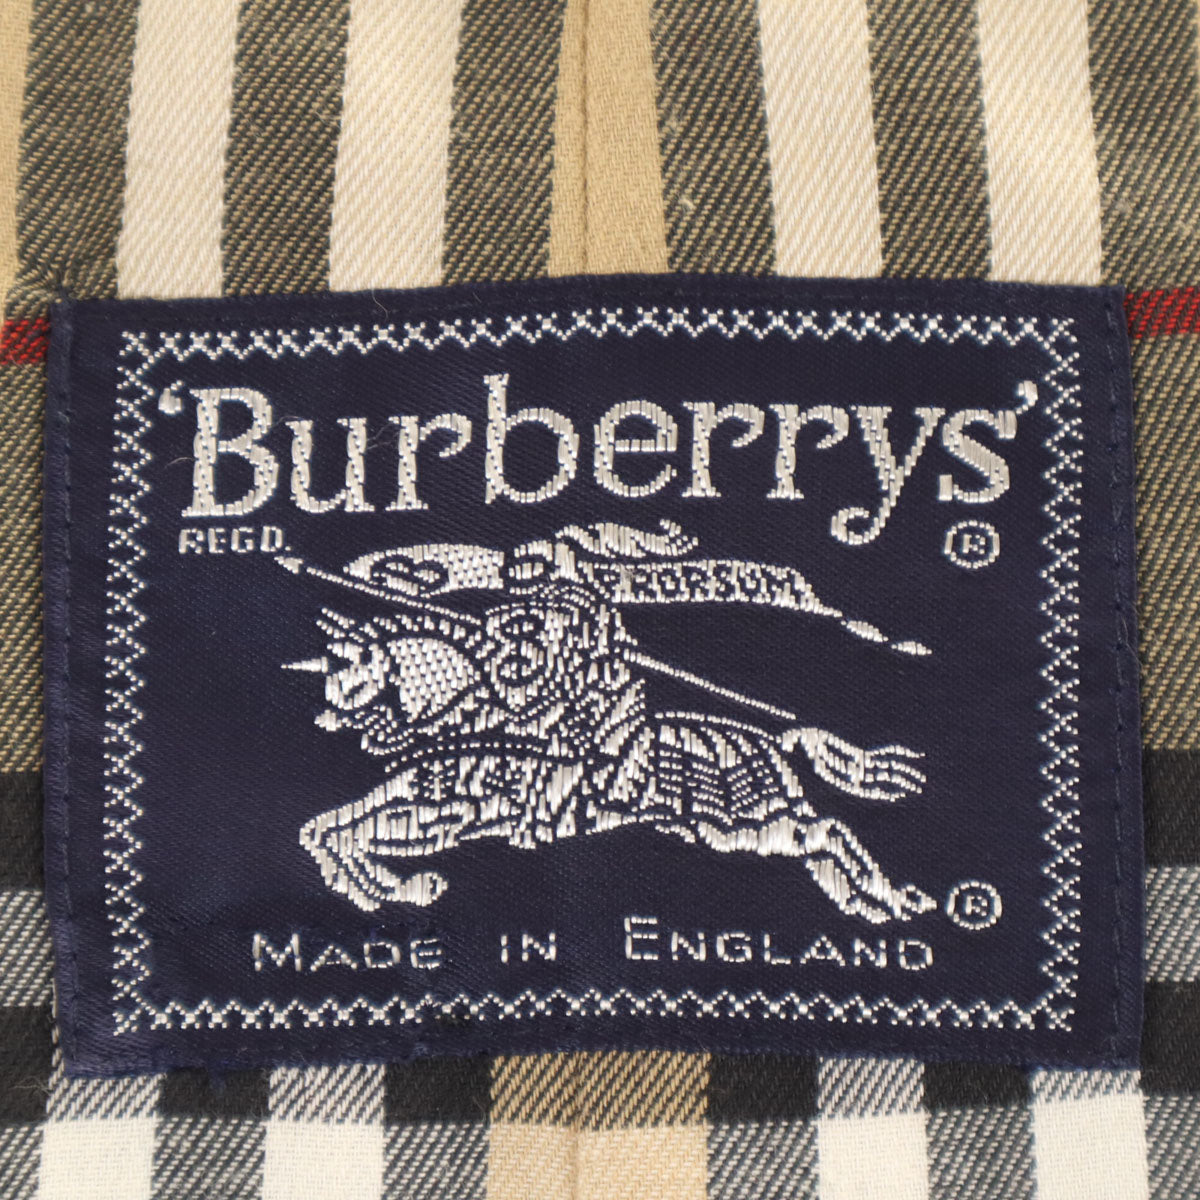 'Burberrys'
REGD.
®
PRORSUM
®
MADE IN ENGLAND